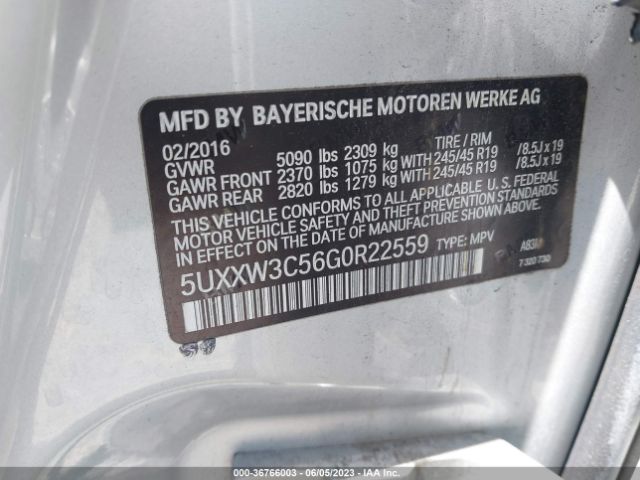 MFD BY BAYERISCHE MOTOREN WERKE AG
02/2016 TIRE / RIM
GVWR 5090 lbs 2309 kg
GAWR FRONT 2370 lbs 1075 kg WITH 245/45 R19 /8.5J x 19
GAWR REAR 2820 lbs 1279 kg WITH 245/45 R19 /8.5J x 19
THIS VEHICLE CONFORMS TO ALL APPLICABLE U.S. FEDERAL
MOTOR VEHICLE SAFETY AND THEFT PREVENTION STANDARDS
IN EFFECT ON THE DATE OF MANUFACTURE SHOWN ABOVE.
5UXXW3C56G0R22559 TYPE: MPV
7 320 730
000-36766003 - 06/05/2023 - IAA Inc.